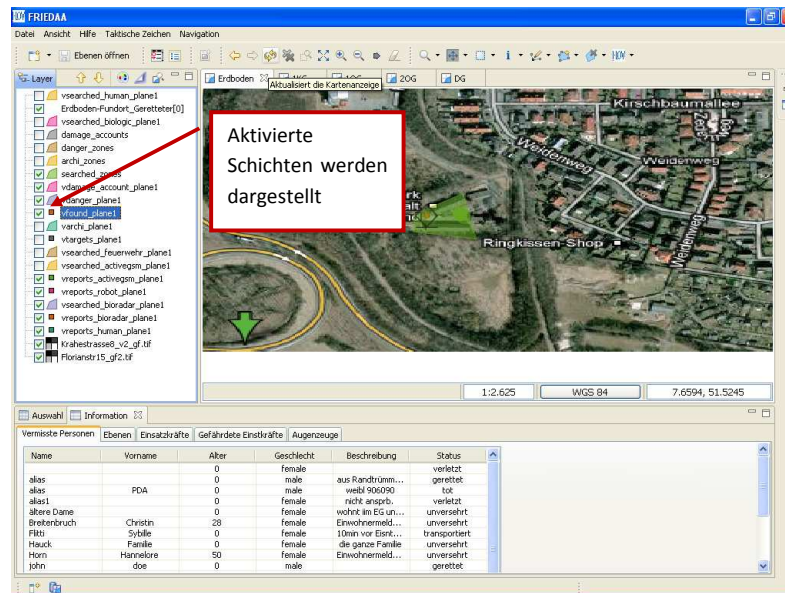 FRIEDAA
Datei Ansicht Hilfe Taktische Zeichen Navigation
Ebenen öffnen
Layer
Erdboden 1KG 1OG 2OG DG
Aktualisiert die Kartenanzeige
vsearched_human_plane1
Erdboden-Fundort_Geretteter[0]
vsearched_biologic_plane1
damage_accounts
danger_zones
archi_zones
searched_zones
vdamage_account_plane1
vdanger_plane1
vfound_plane1
varchi_plane1
vtargets_plane1
vsearched_feuerwehr_plane1
vsearched_activegsm_plane1
vreports_activegsm_plane1
vreports_robot_plane1
vsearched_bioradar_plane1
vreports_bioradar_plane1
vreports_human_plane1
Krahestrasse8_v2_gf.tif
Florianstr15_gf2.tif
Aktivierte
Schichten werden
dargestellt
Kirschbaumallee
Weidenweg
Weidenweg
Weidenweg
Ringkissen Shop
1:2.625 WGS 84 7.6594, 51.5245
Auswahl Information
Vermisste Personen Ebenen Einsatzkräfte Gefährdete Einstkräfte Augenzeuge
Name Vorname Alter Geschlecht Beschreibung Status
0 female verletzt
alias 0 male aus Randtrümm... gerettet
alias PDA 0 male weibl 906090 tot
alias1 0 female nicht ansprb. verletzt
ältere Dame 0 female wohnt iim EG un... unversehrt
Breitenbruch Christin 28 female Einwohnermeld... unversehrt
Flitti Sybille 0 female 10min vor Eisnt... transportiert
Hauck Familie 0 female die ganze Familie unversehrt
Horn Hannelore 50 female Einwohnermeld... unversehrt
john doe 0 male gerettet